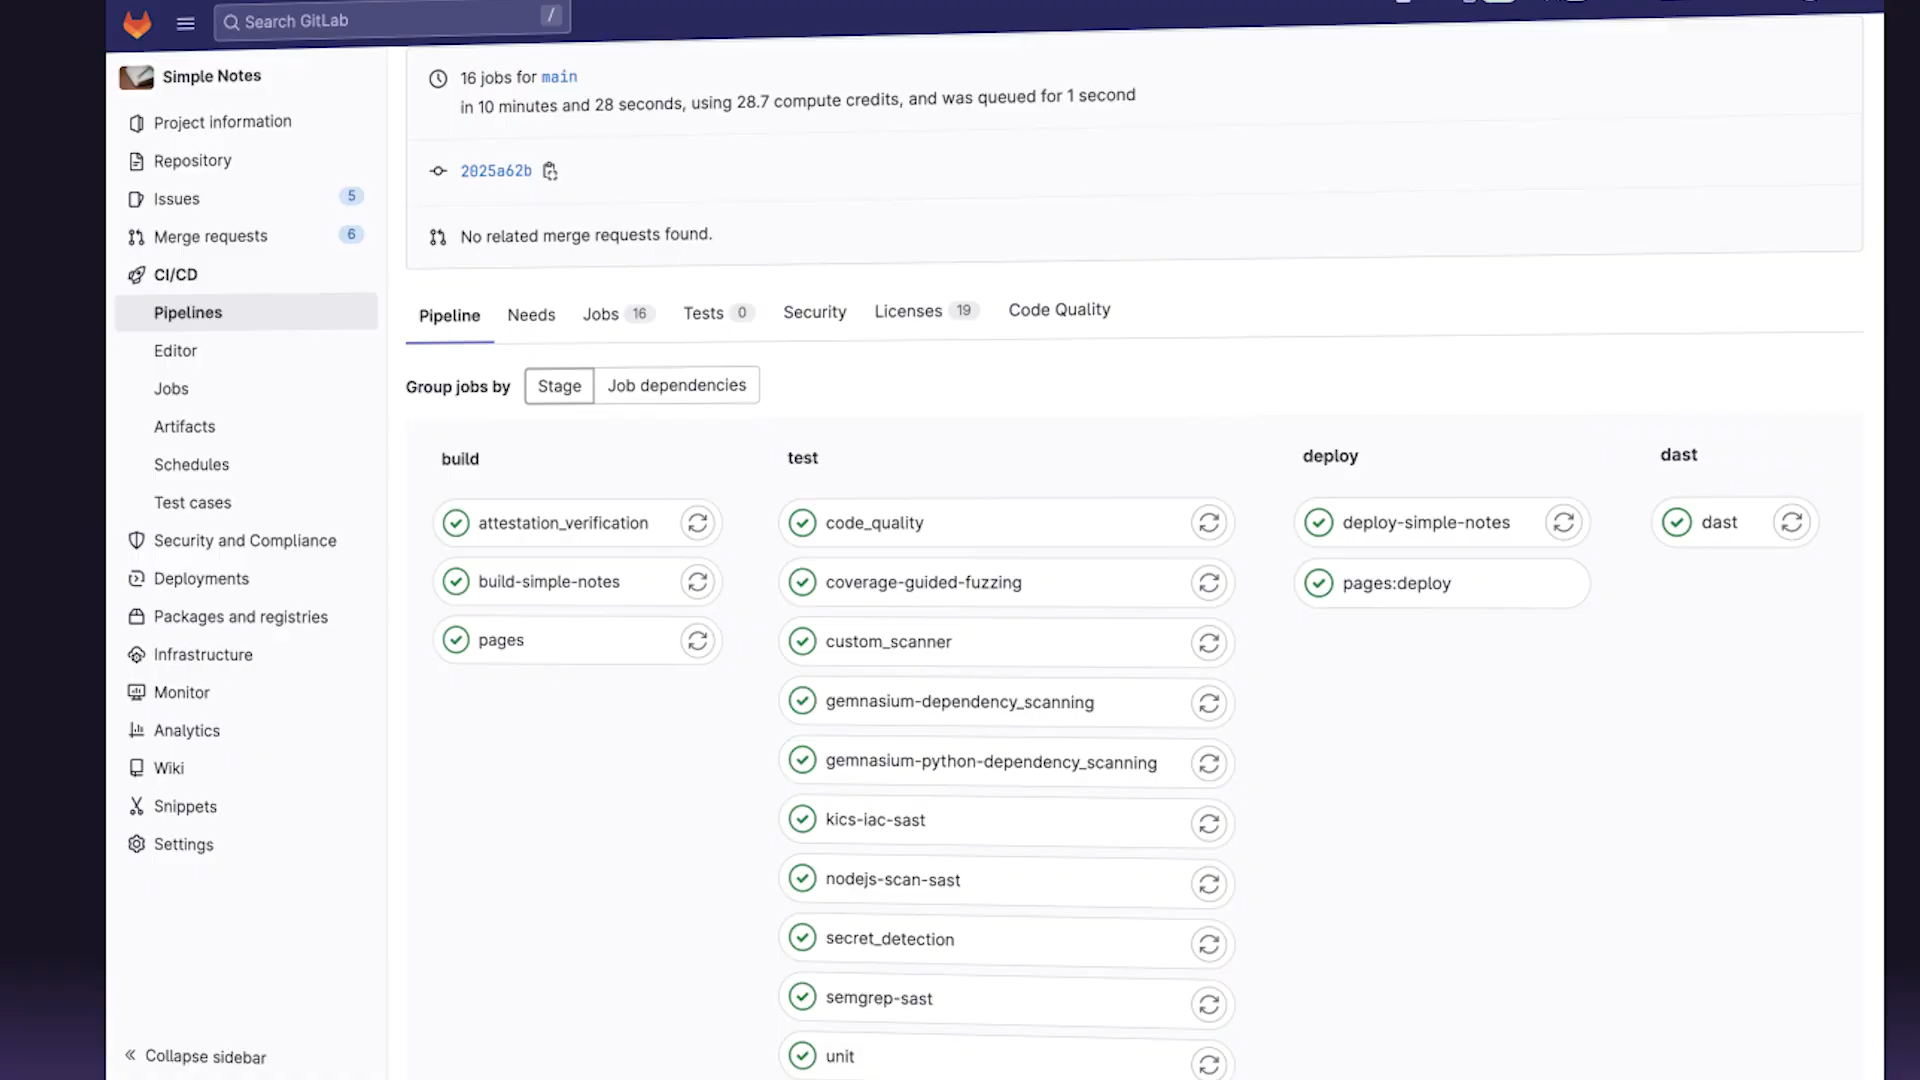 Search GitLab
/
Simple Notes
Project information
Repository
Issues 5
Merge requests 6
CI/CD
Pipelines
Editor
Jobs
Artifacts
Schedules
Test cases
Security and Compliance
Deployments
Packages and registries
Infrastructure
Monitor
Analytics
Wiki
Snippets
Settings
Collapse sidebar
16 jobs for main
in 10 minutes and 28 seconds, using 28.7 compute credits, and was queued for 1 second
2025a62b
No related merge requests found.
Pipeline Needs Jobs 16 Tests 0 Security Licenses 19 Code Quality
Group jobs by Stage Job dependencies
build
attestation_verification
build-simple-notes
pages
test
code_quality
coverage-guided-fuzzing
custom_scanner
gemnasium-dependency_scanning
gemnasium-python-dependency_scanning
kics-iac-sast
nodejs-scan-sast
secret_detection
semgrep-sast
unit
deploy
deploy-simple-notes
pages:deploy
dast
dast